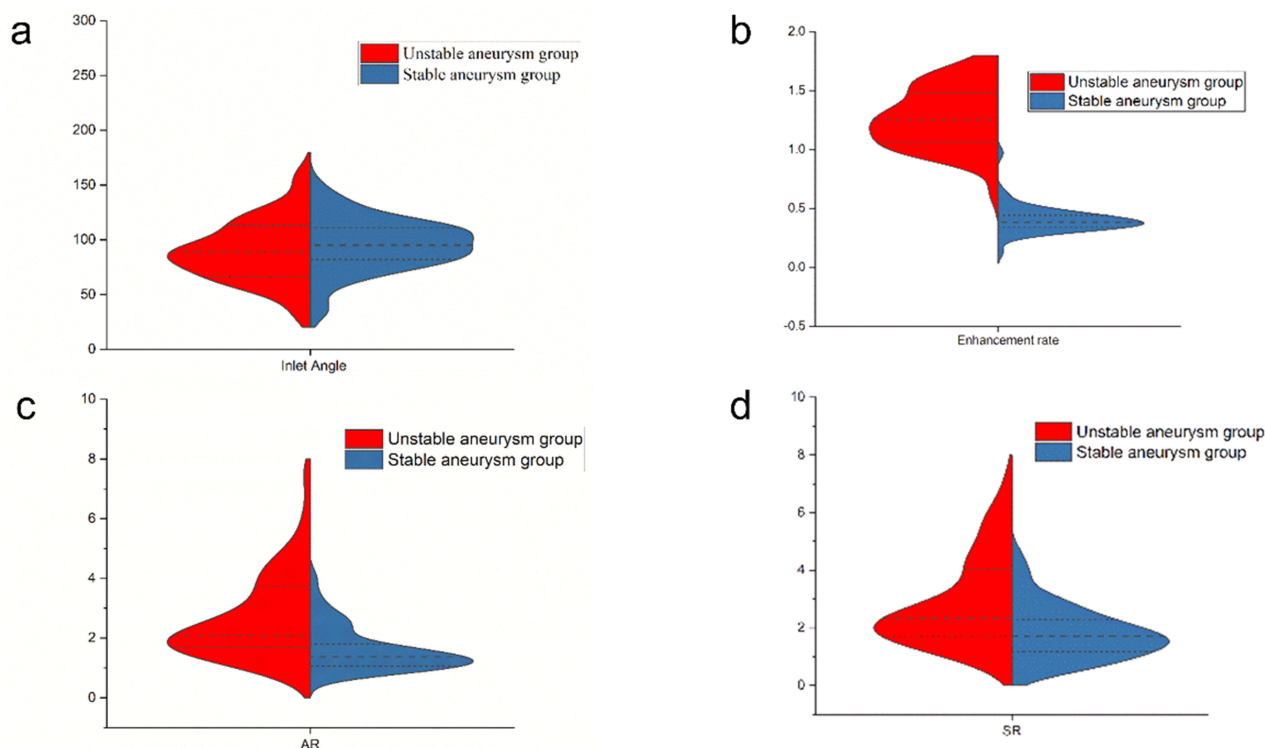 a
300
250
200
150
100
50
0
Unstable aneurysm group
Stable aneurysm group
Inlet Angle
b
2.0
1.5
1.0
0.5
0.0
-0.5
Unstable aneurysm group
Stable aneurysm group
Enhancement rate
c
10
8
6
4
2
0
Unstable aneurysm group
Stable aneurysm group
AR
d
10
8
6
4
2
0
Unstable aneurysm group
Stable aneurysm group
SR